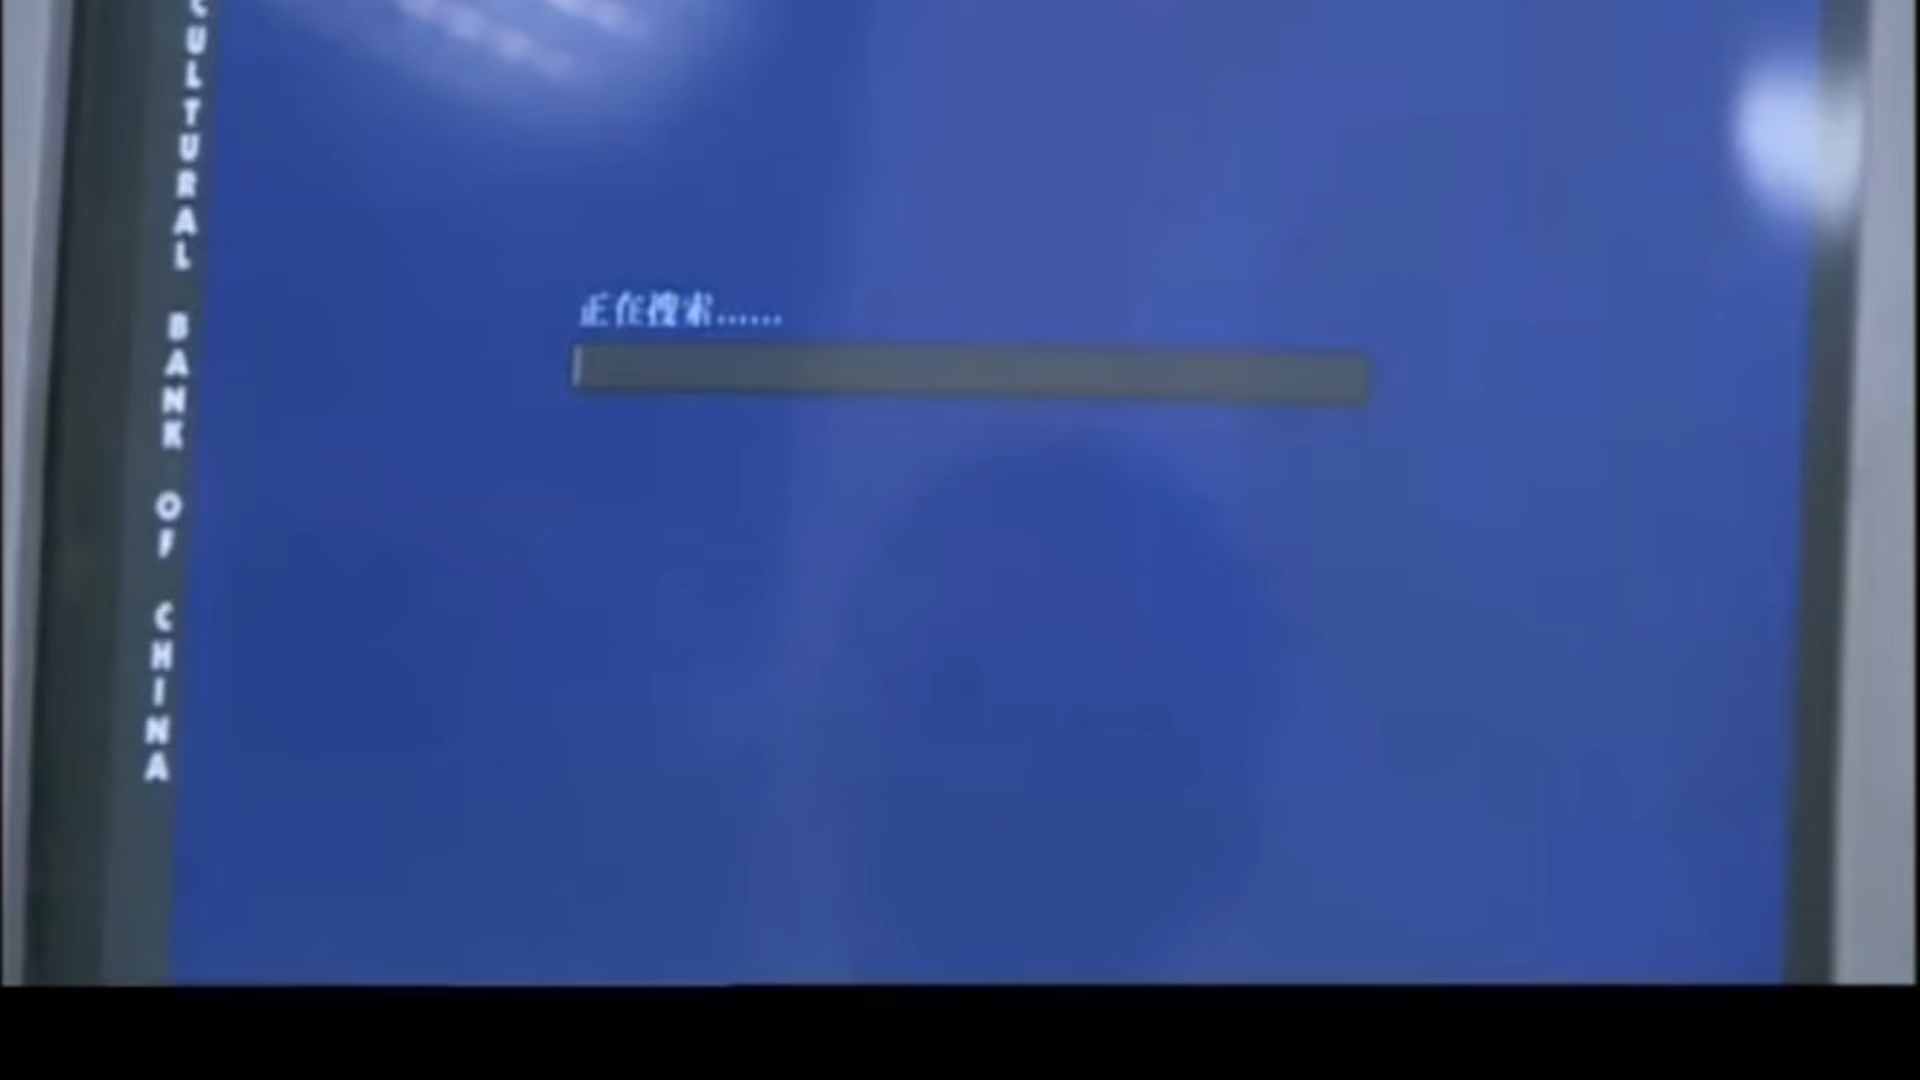 CULTURAL BANK OF CHINA
正在搜索......